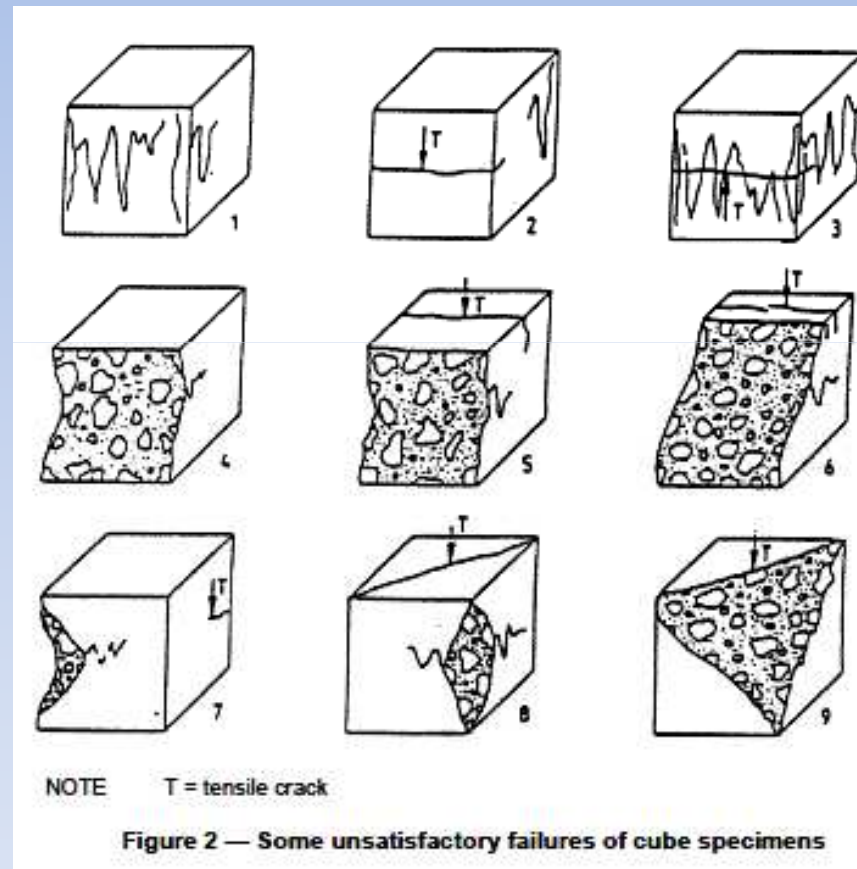 1
T
2
T
3
4
T
5
T
6
T
7
T
8
T
9
NOTE T = tensile crack
Figure 2 — Some unsatisfactory failures of cube specimens